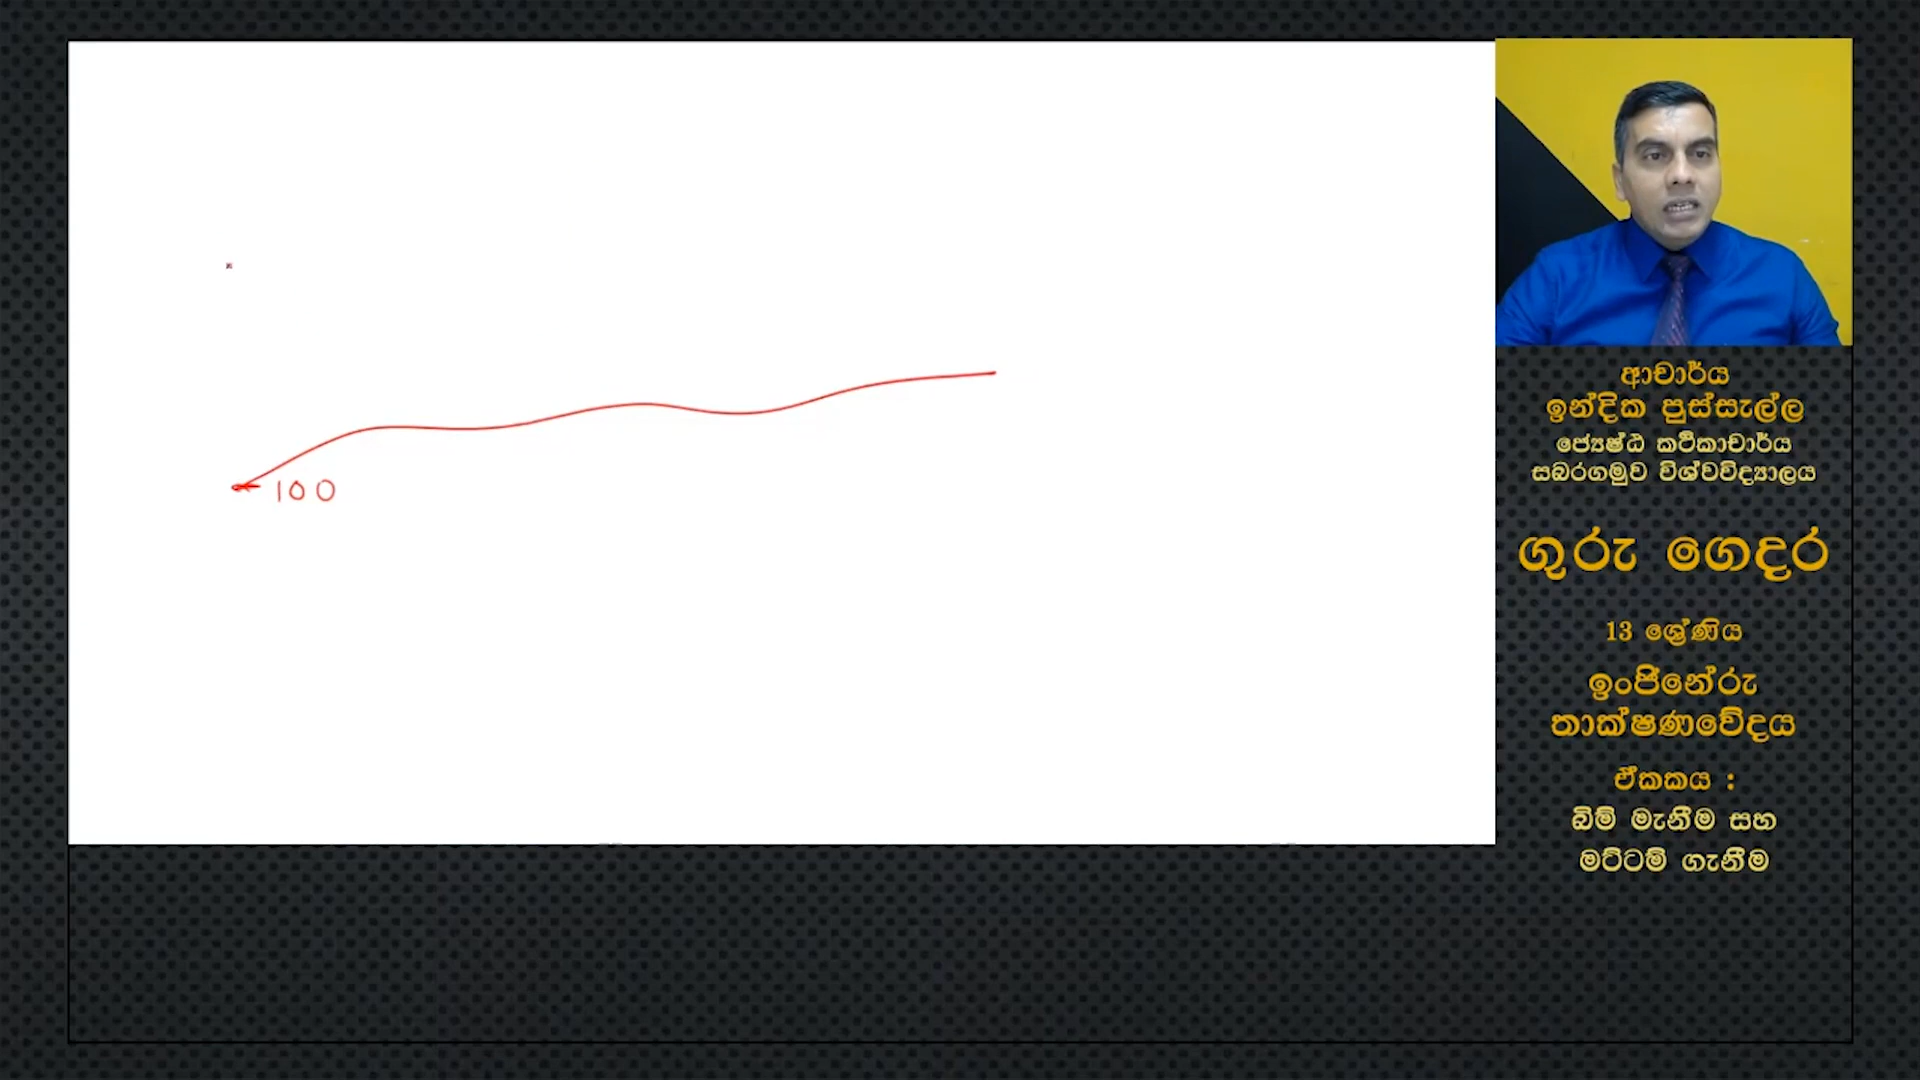 100
ආචාර්ය
ඉන්දික පුස්සැල්ල
ජ්‍යෙෂ්ඨ කථිකාචාර්ය
සබරගමුව විශ්වවිද්‍යාලය
ගුරු ගෙදර
13 ශ්‍රේණිය
ඉංජිනේරු
තාක්ෂණවේදය
ඒකකය :
බිම් මැනීම සහ
මට්ටම් ගැනීම